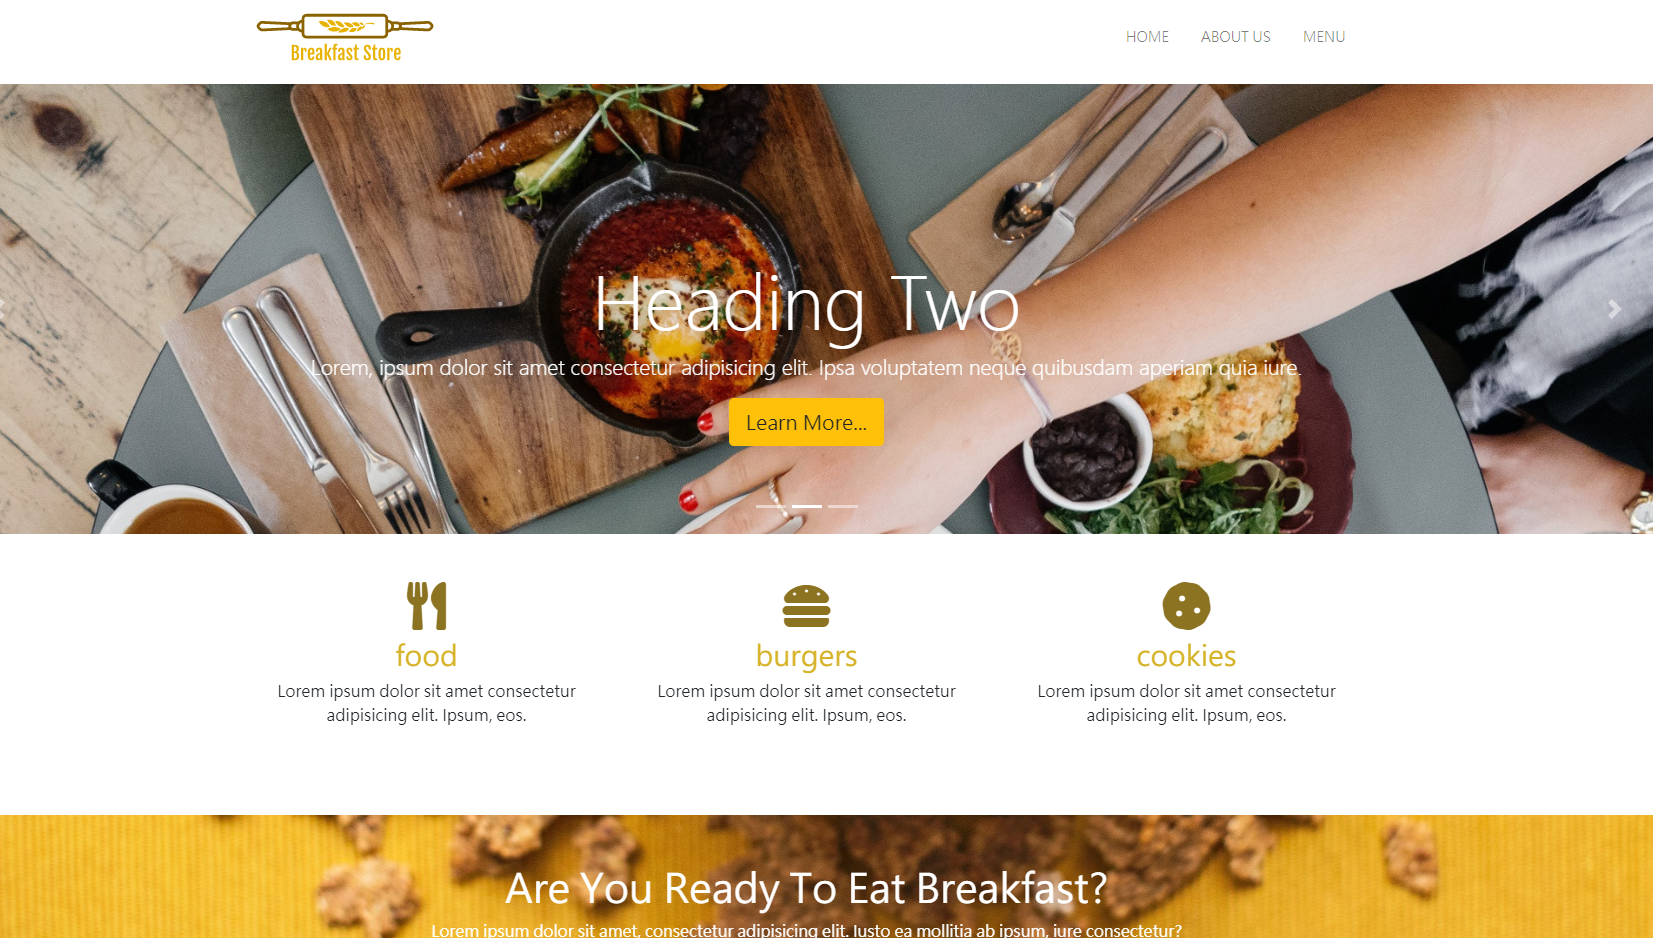 Breakfast Store
HOME ABOUT US MENU
Heading Two
Lorem, ipsum dolor sit amet consectetur adipisicing elit. Ipsa voluptatem neque quibusdam aperiam quia iure.
Learn More...
food
Lorem ipsum dolor sit amet consectetur
adipisicing elit. Ipsum, eos.
burgers
Lorem ipsum dolor sit amet consectetur
adipisicing elit. Ipsum, eos.
cookies
Lorem ipsum dolor sit amet consectetur
adipisicing elit. Ipsum, eos.
Are You Ready To Eat Breakfast?
Lorem ipsum dolor sit amet, consectetur adipisicing elit. Iusto ea mollitia ab ipsum, iure consectetur?